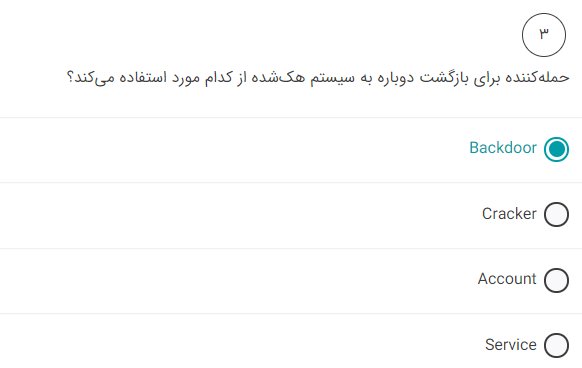 ۳
حمله‌کننده برای بازگشت دوباره به سیستم هک‌شده از کدام مورد استفاده می‌کند؟
Backdoor
Cracker
Account
Service